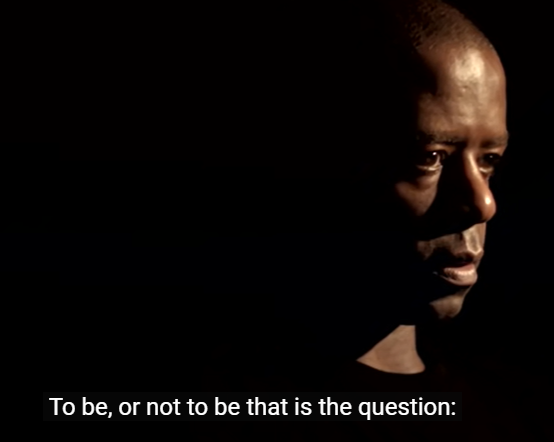 To be, or not to be that is the question: